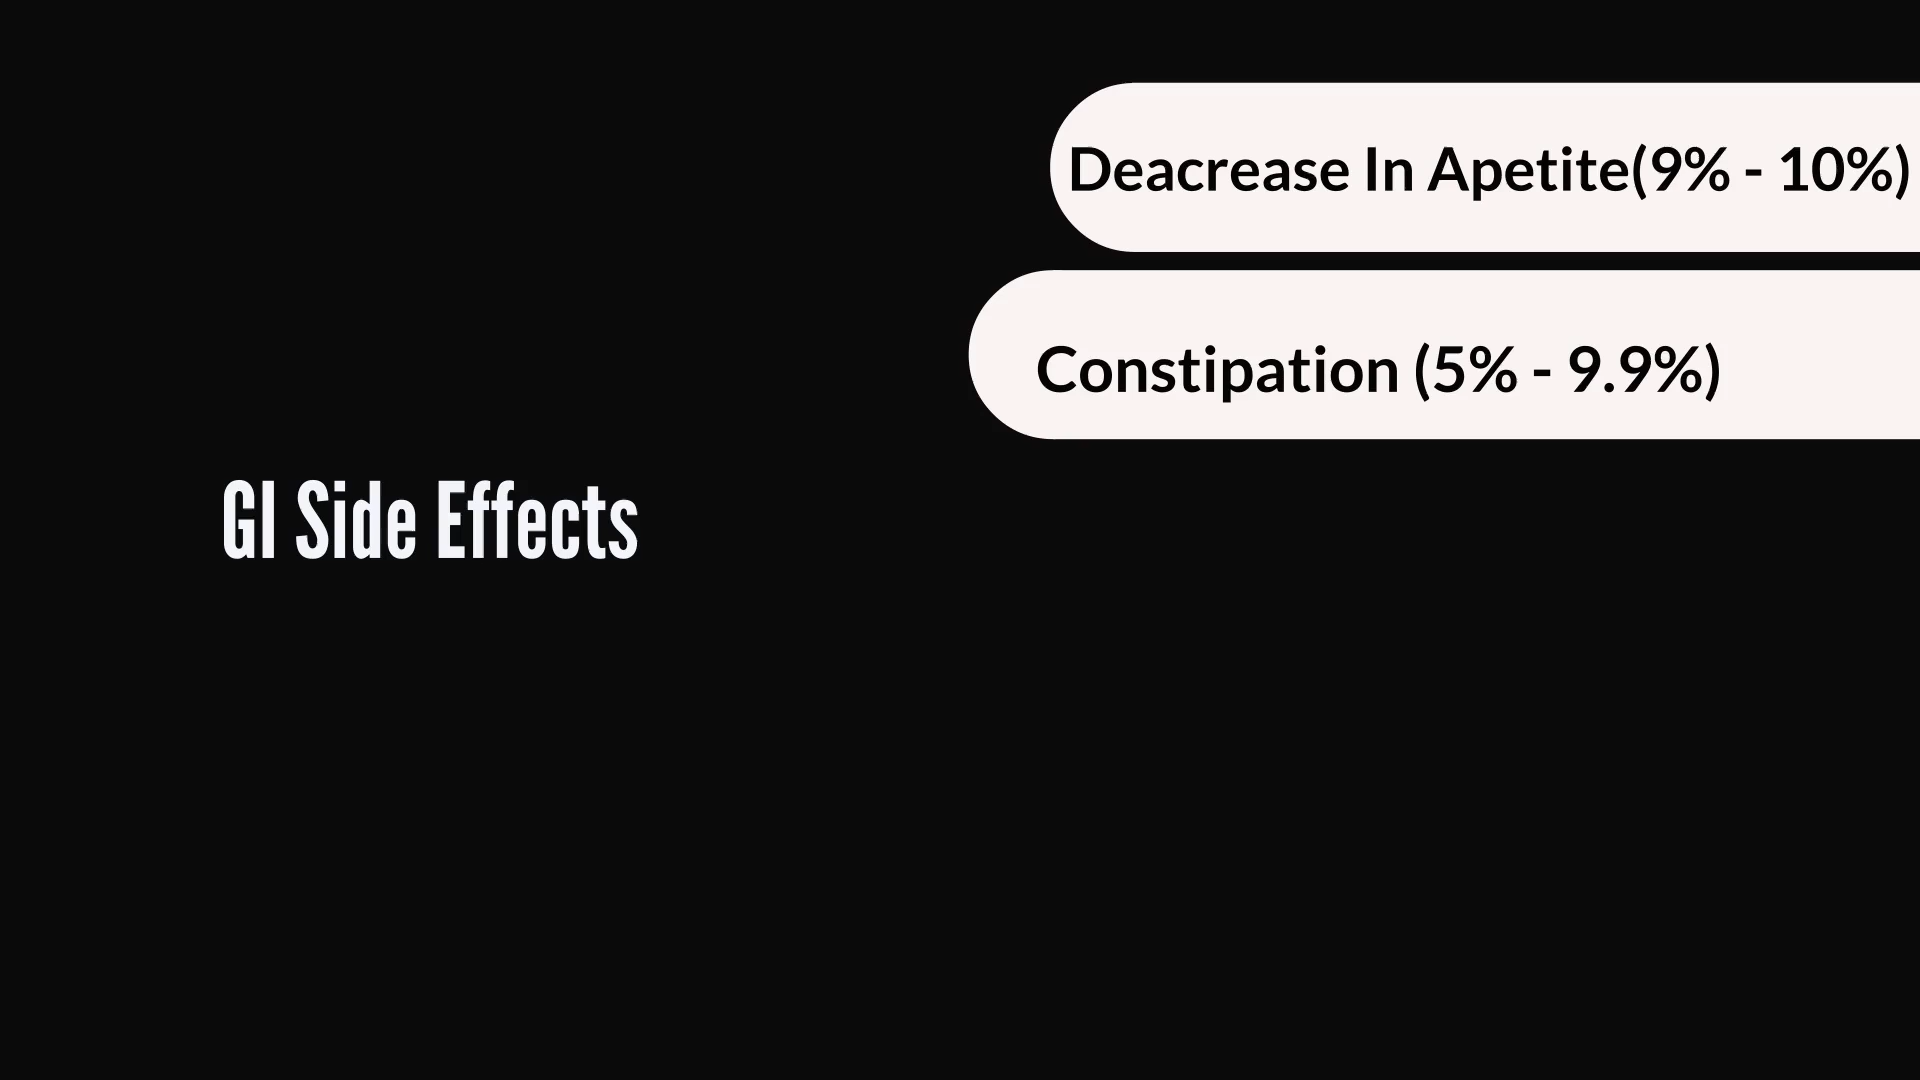 Deacrease In Apetite(9% - 10%)
Constipation (5% - 9.9%)
GI Side Effects